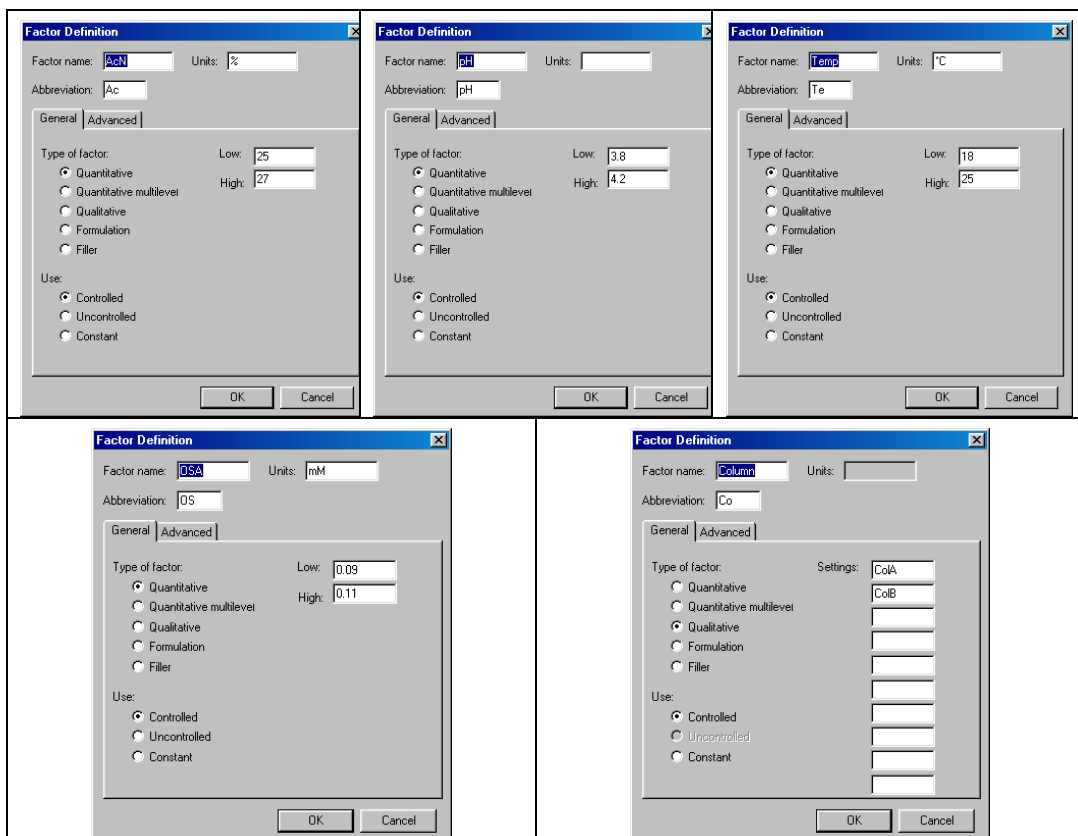 Factor Definition
Factor name: AcN Units: %
Abbreviation: Ac
General Advanced
Type of factor: Low: 25
Quantitative High: 27
Quantitative multilevel
Qualitative
Formulation
Filler
Use:
Controlled
Uncontrolled
Constant
OK Cancel
Factor Definition
Factor name: pH Units:
Abbreviation: pH
General Advanced
Type of factor: Low: 3.8
Quantitative High: 4.2
Quantitative multilevel
Qualitative
Formulation
Filler
Use:
Controlled
Uncontrolled
Constant
OK Cancel
Factor Definition
Factor name: Temp Units: °C
Abbreviation: Te
General Advanced
Type of factor: Low: 18
Quantitative High: 25
Quantitative multilevel
Qualitative
Formulation
Filler
Use:
Controlled
Uncontrolled
Constant
OK Cancel
Factor Definition
Factor name: OSA Units: mM
Abbreviation: OS
General Advanced
Type of factor: Low: 0.09
Quantitative High: 0.11
Quantitative multilevel
Qualitative
Formulation
Filler
Use:
Controlled
Uncontrolled
Constant
OK Cancel
Factor Definition
Factor name: Column Units:
Abbreviation: Co
General Advanced
Type of factor: Settings: ColA
Quantitative ColB
Quantitative multilevel
Qualitative
Formulation
Filler
Use:
Controlled
Uncontrolled
Constant
OK Cancel